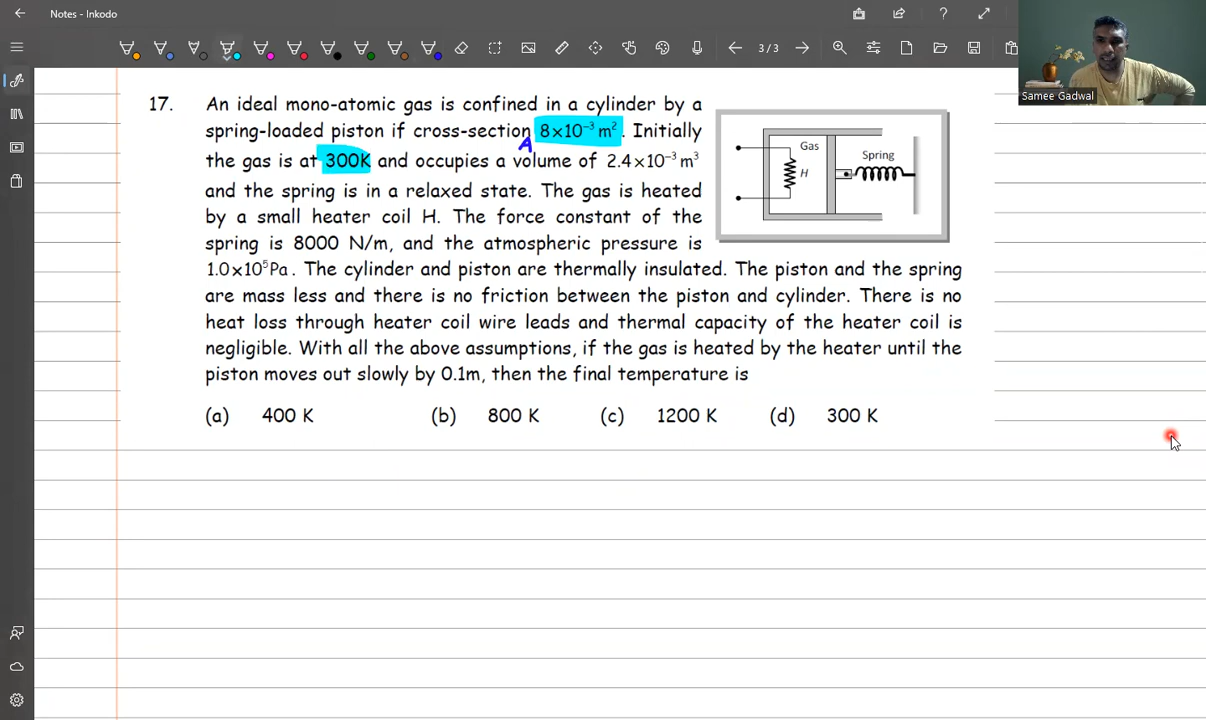 Notes - Inkodo
3 / 3
Samee Gadwal
17. An ideal mono-atomic gas is confined in a cylinder by a
spring-loaded piston if cross-section 8×10⁻³ m². Initially
A
the gas is at 300K and occupies a volume of 2.4×10⁻³ m³
and the spring is in a relaxed state. The gas is heated
by a small heater coil H. The force constant of the
spring is 8000 N/m, and the atmospheric pressure is
1.0×10⁵Pa. The cylinder and piston are thermally insulated. The piston and the spring
are mass less and there is no friction between the piston and cylinder. There is no
heat loss through heater coil wire leads and thermal capacity of the heater coil is
negligible. With all the above assumptions, if the gas is heated by the heater until the
piston moves out slowly by 0.1m, then the final temperature is
Gas
Spring
H
(a) 400 K (b) 800 K (c) 1200 K (d) 300 K